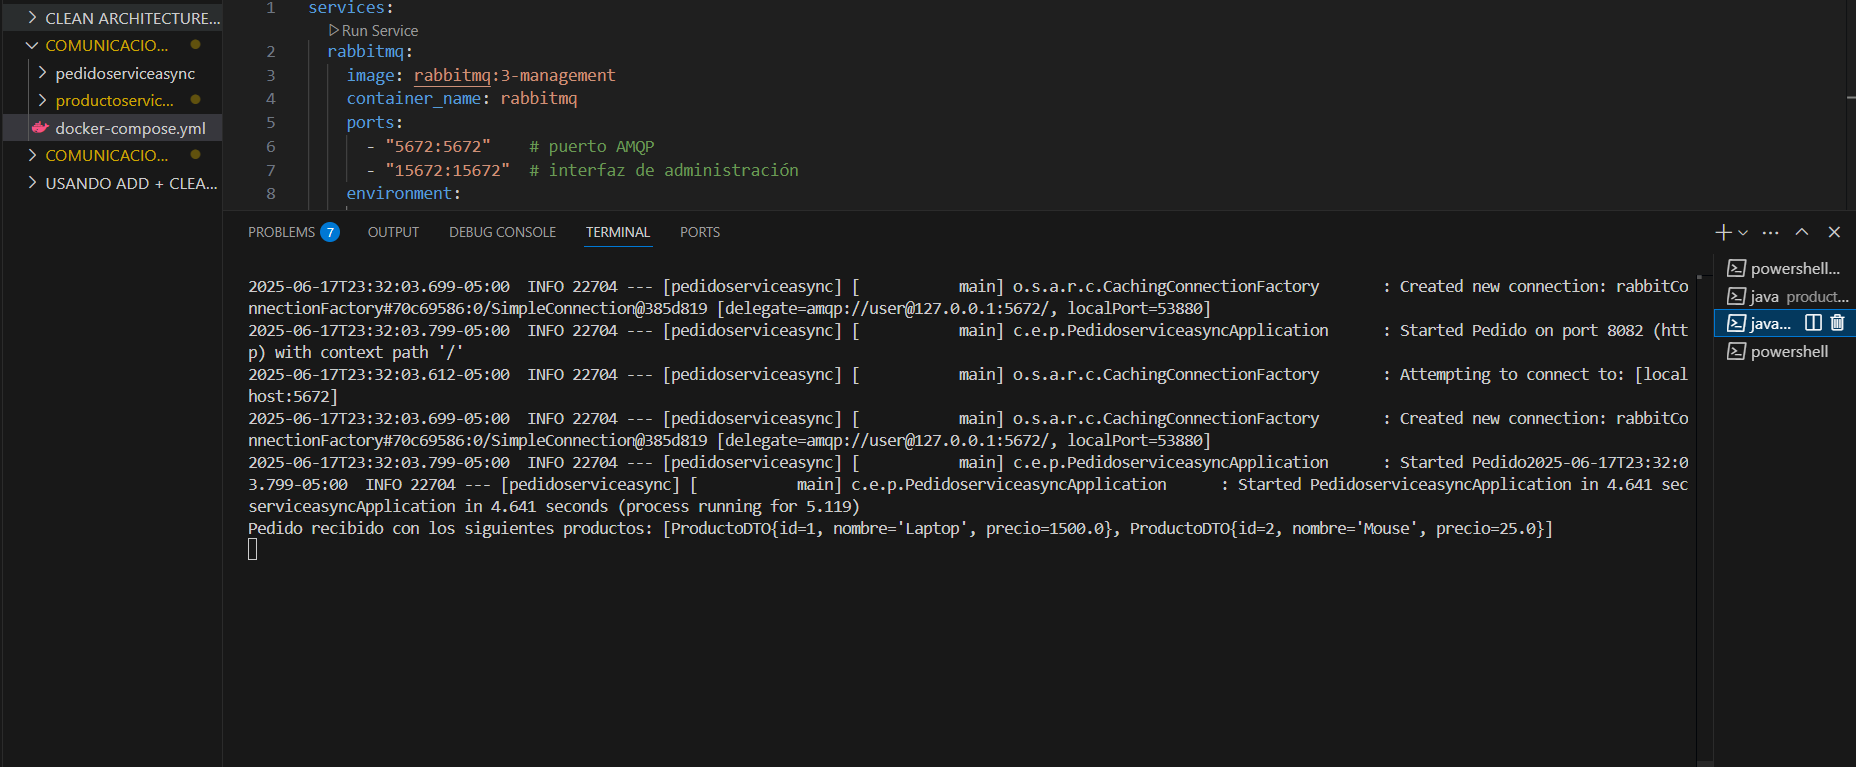 CLEAN ARCHITECTURE...
COMUNICACIO...
pedidoserviceasync
productoservic...
docker-compose.yml
COMUNICACIO...
USANDO ADD + CLEA...
1 services:
Run Service
2 rabbitmq:
3 image: rabbitmq:3-management
4 container_name: rabbitmq
5 ports:
6 - "5672:5672" # puerto AMQP
7 - "15672:15672" # interfaz de administración
8 environment:
PROBLEMS 7 OUTPUT DEBUG CONSOLE TERMINAL PORTS
2025-06-17T23:32:03.699-05:00 INFO 22704 --- [pedidoserviceasync] [ main] o.s.a.r.c.CachingConnectionFactory : Created new connection: rabbitCo
nnectionFactory#70c69586:0/SimpleConnection@385d819 [delegate=amqp://user@127.0.0.1:5672/, localPort=53880]
2025-06-17T23:32:03.799-05:00 INFO 22704 --- [pedidoserviceasync] [ main] c.e.p.PedidoserviceasyncApplication : Started Pedido on port 8082 (htt
p) with context path '/'
2025-06-17T23:32:03.612-05:00 INFO 22704 --- [pedidoserviceasync] [ main] o.s.a.r.c.CachingConnectionFactory : Attempting to connect to: [local
host:5672]
2025-06-17T23:32:03.699-05:00 INFO 22704 --- [pedidoserviceasync] [ main] o.s.a.r.c.CachingConnectionFactory : Created new connection: rabbitCo
nnectionFactory#70c69586:0/SimpleConnection@385d819 [delegate=amqp://user@127.0.0.1:5672/, localPort=53880]
2025-06-17T23:32:03.799-05:00 INFO 22704 --- [pedidoserviceasync] [ main] c.e.p.PedidoserviceasyncApplication : Started Pedido2025-06-17T23:32:0
3.799-05:00 INFO 22704 --- [pedidoserviceasync] [ main] c.e.p.PedidoserviceasyncApplication : Started PedidoserviceasyncApplication in 4.641 sec
serviceasyncApplication in 4.641 seconds (process running for 5.119)
Pedido recibido con los siguientes productos: [ProductoDTO{id=1, nombre='Laptop', precio=1500.0}, ProductoDTO{id=2, nombre='Mouse', precio=25.0}]
powershell...
java product...
java...
powershell